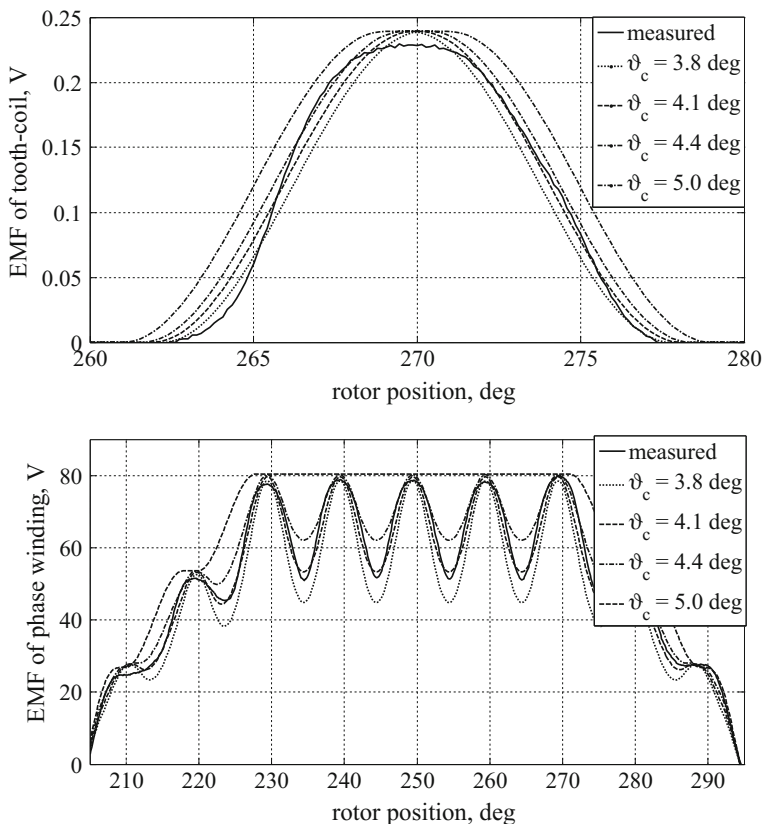 0.25
0.2
0.15
0.1
0.05
0
260
265
270
275
280
EMF of tooth-coil, V
rotor position, deg
measured
ϑc = 3.8 deg
ϑc = 4.1 deg
ϑc = 4.4 deg
ϑc = 5.0 deg
80
60
40
20
0
210
220
230
240
250
260
270
280
290
EMF of phase winding, V
rotor position, deg
measured
ϑc = 3.8 deg
ϑc = 4.1 deg
ϑc = 4.4 deg
ϑc = 5.0 deg